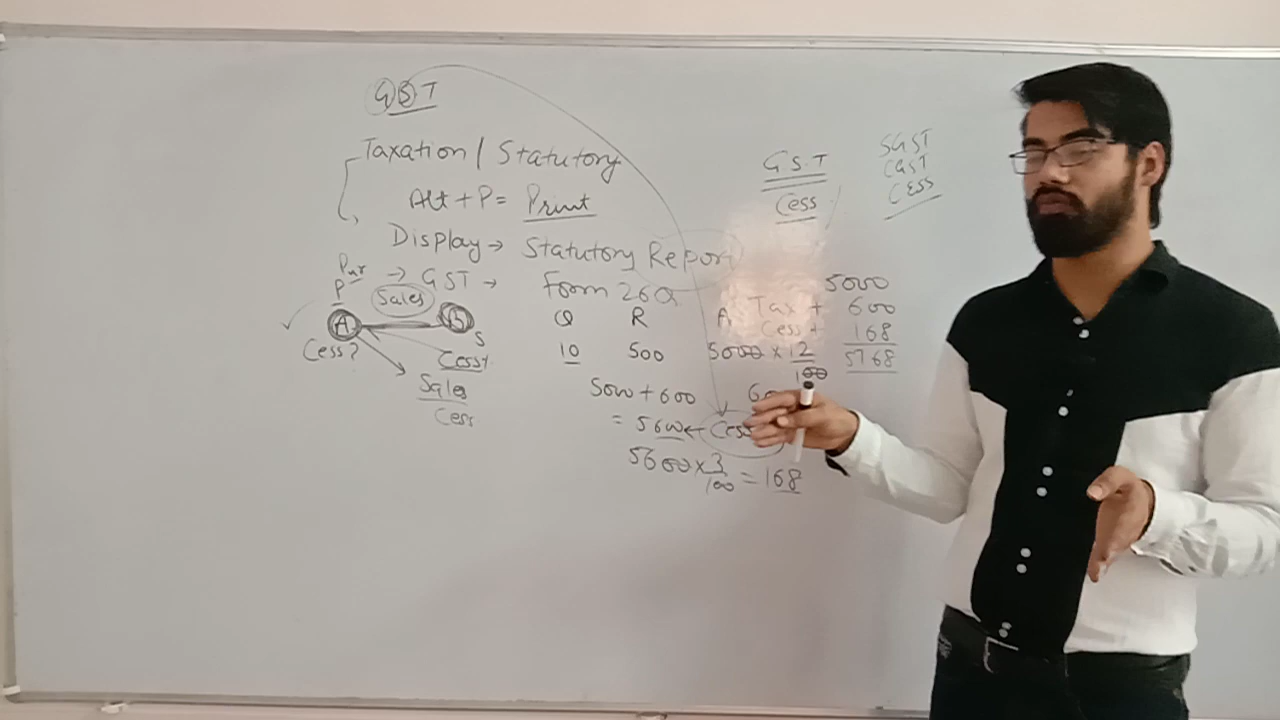 GST
Taxation / Statutory
Alt + P = Print
Display → Statutory Report
Pur → GST → Form 26Q
P
Sales
A B
S
Cess?
Cess
Sales
Cess
Q R A
10 500 5000 × 12
100
5000 + 600
= 5600 ← Cess
5600 × 3
100
= 168
G.S.T
Cess
SGST
CGST
Cess
5000
Tax + 600
Cess + 168
5768